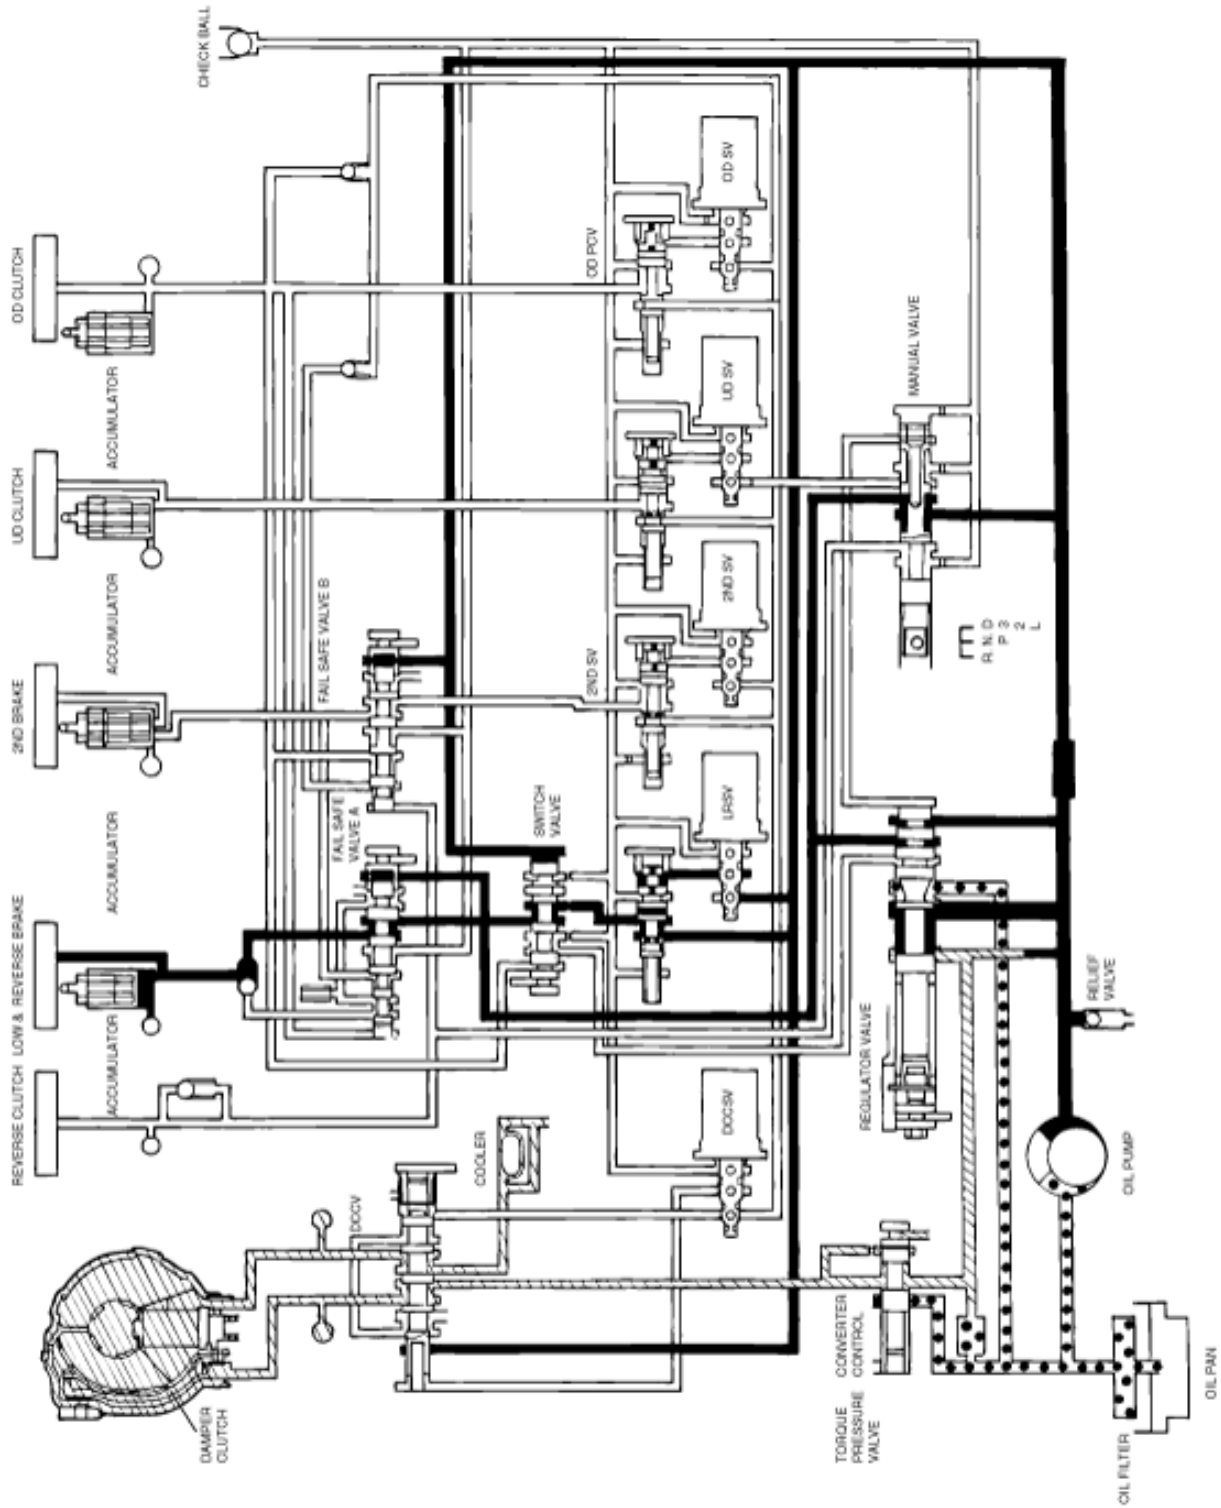 REVERSE CLUTCH
LOW & REVERSE BRAKE
2ND BRAKE
UD CLUTCH
OD CLUTCH
CHECK BALL
ACCUMULATOR
ACCUMULATOR
ACCUMULATOR
ACCUMULATOR
ACCUMULATOR
DAMPER
CLUTCH
DCCV
COOLER
FAIL SAFE
VALVE A
FAIL SAFE VALVE B
SWITCH
VALVE
2ND SV
OD PCV
DCCSV
LRSV
2ND SV
UD SV
OD SV
TORQUE
PRESSURE
VALVE
CONVERTER
CONTROL
REGULATOR VALVE
MANUAL VALVE
R. N. D
P 3
2
L
RELIEF
VALVE
OIL PUMP
OIL FILTER
OIL PAN